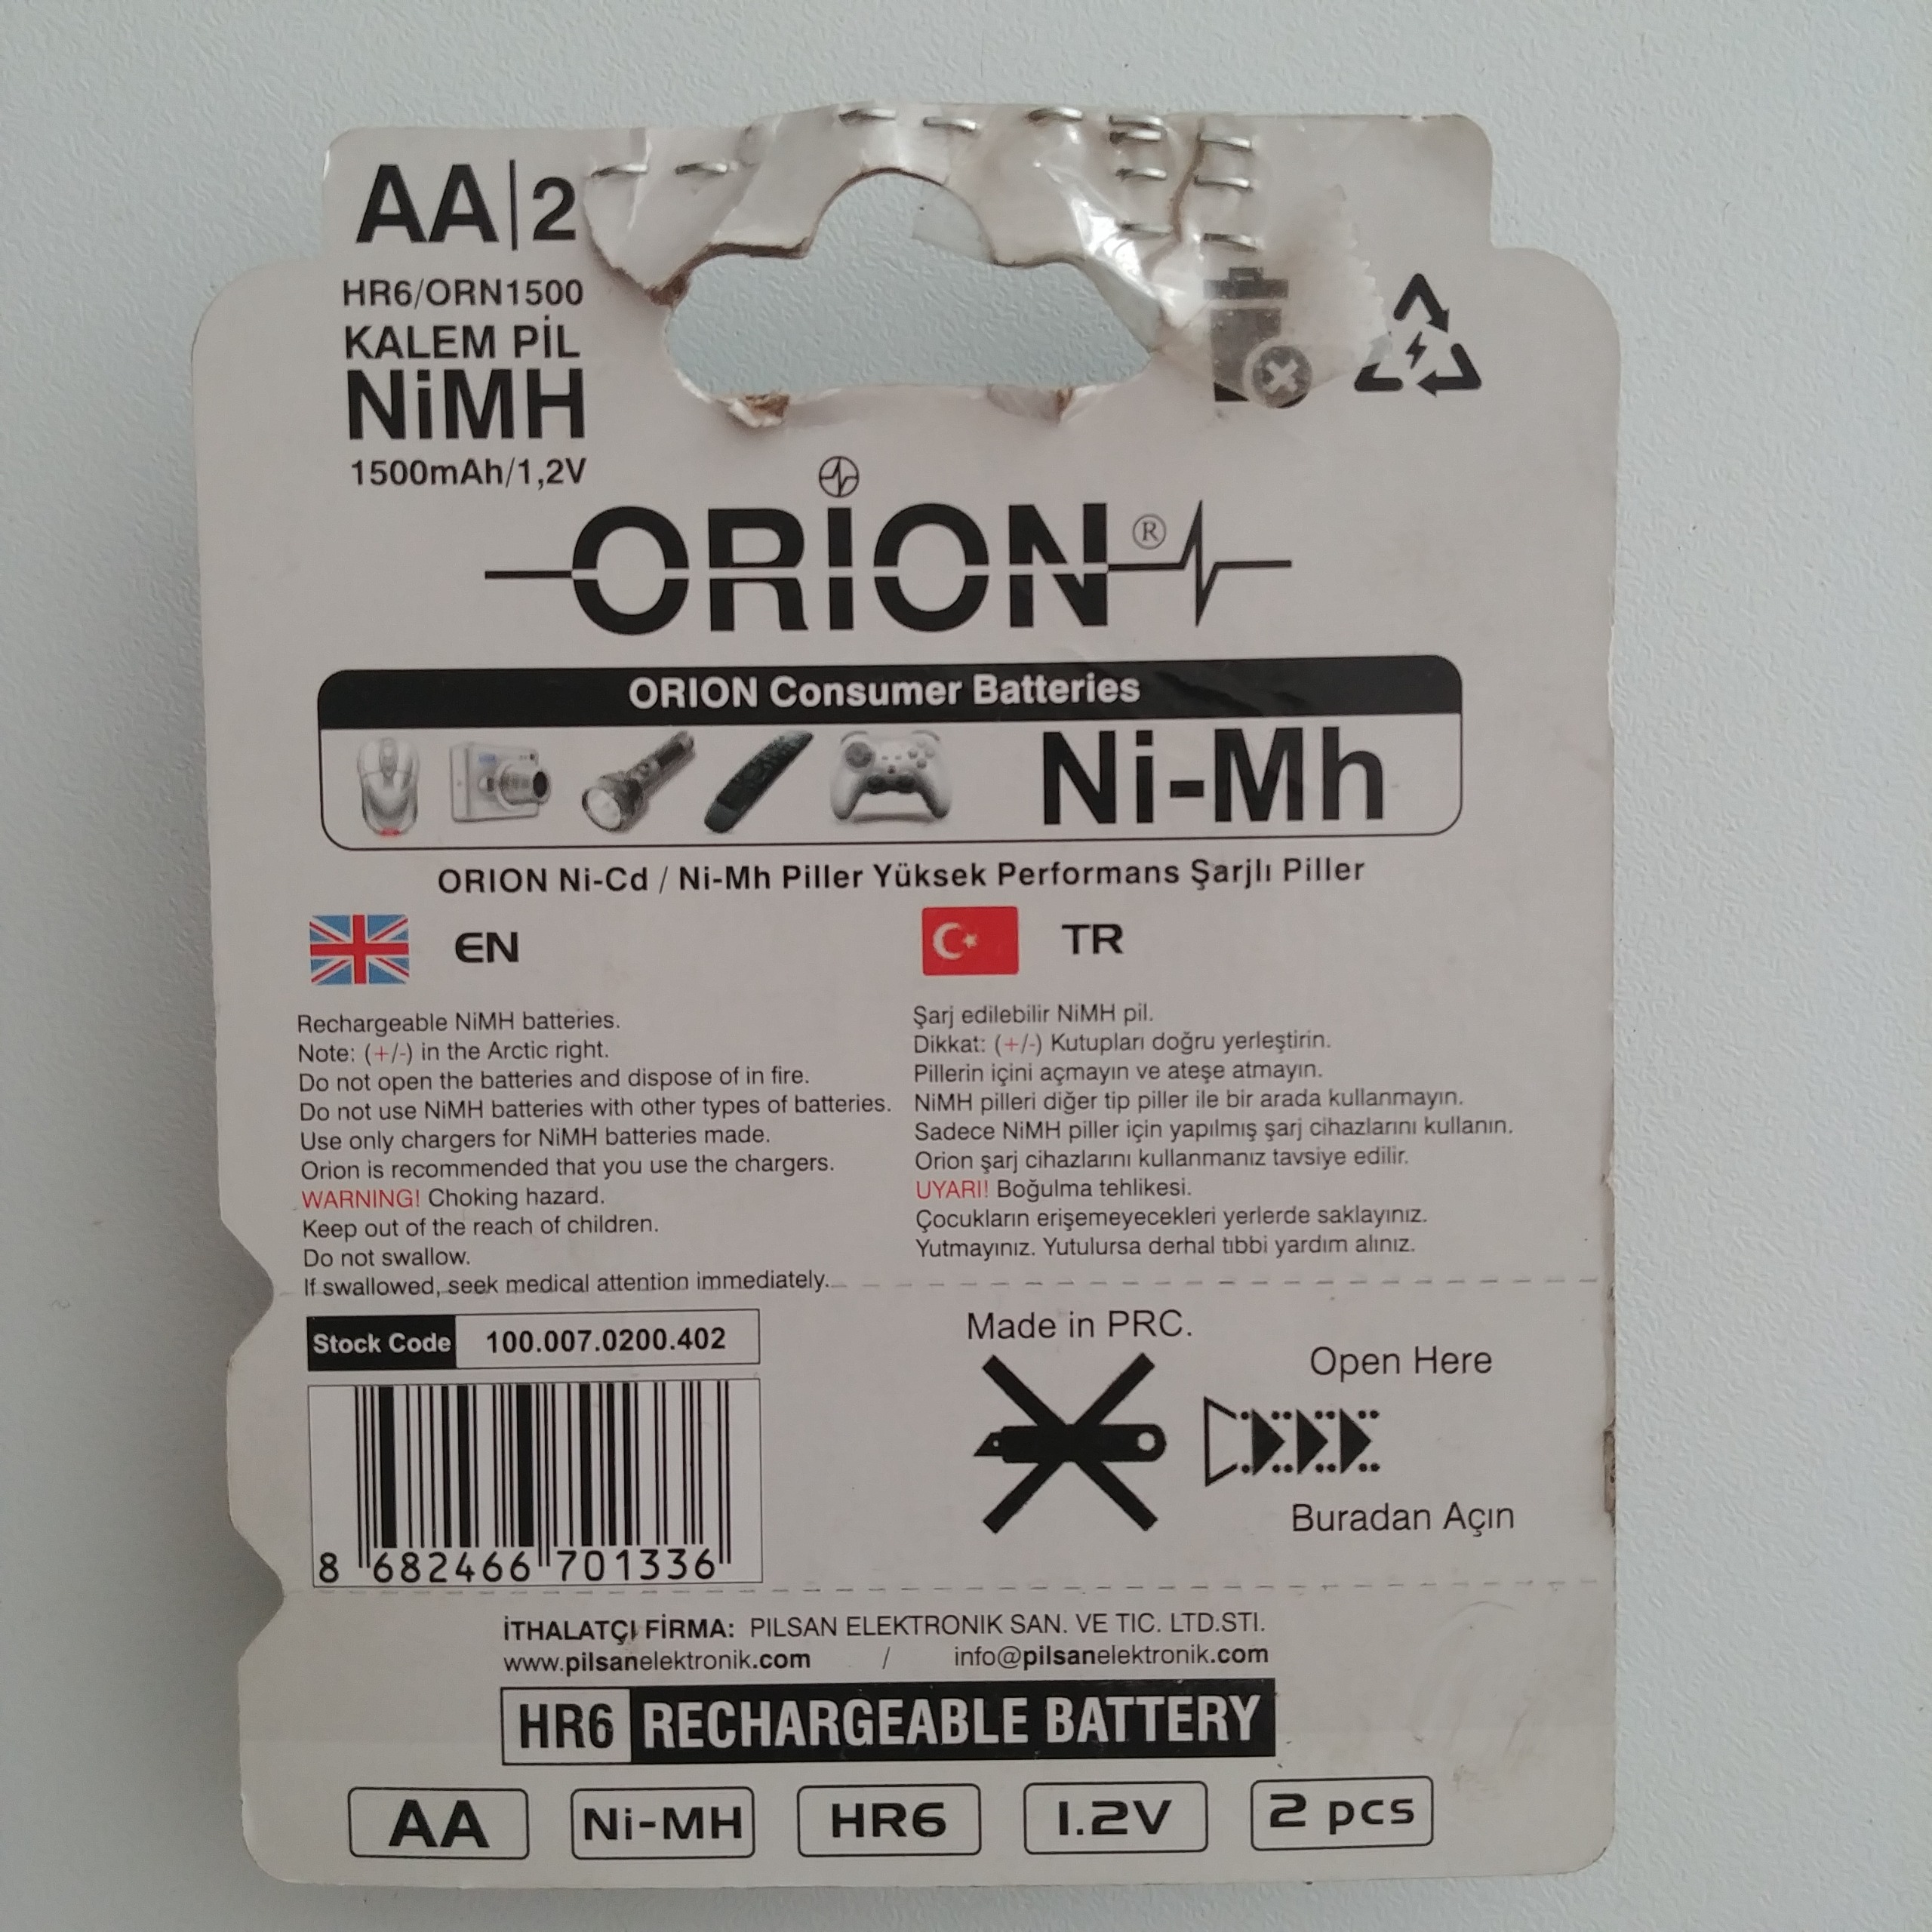 AA|2
HR6/ORN1500
KALEM PİL
NiMH
1500mAh/1,2V
ORİON®
ORION Consumer Batteries
Ni-Mh
ORION Ni-Cd / Ni-Mh Piller Yüksek Performans Şarjlı Piller
EN
Rechargeable NiMH batteries.
Note: (+/-) in the Arctic right.
Do not open the batteries and dispose of in fire.
Do not use NiMH batteries with other types of batteries.
Use only chargers for NiMH batteries made.
Orion is recommended that you use the chargers.
WARNING! Choking hazard.
Keep out of the reach of children.
Do not swallow.
If swallowed, seek medical attention immediately.
TR
Şarj edilebilir NiMH pil.
Dikkat: (+/-) Kutupları doğru yerleştirin.
Pillerin içini açmayın ve ateşe atmayın.
NiMH pilleri diğer tip piller ile bir arada kullanmayın.
Sadece NiMH piller için yapılmış şarj cihazlarını kullanın.
Orion şarj cihazlarını kullanmanız tavsiye edilir.
UYARI! Boğulma tehlikesi.
Çocukların erişemeyecekleri yerlerde saklayınız.
Yutmayınız. Yutulursa derhal tıbbi yardım alınız.
Stock Code 100.007.0200.402
8 682466 701336
Made in PRC.
Open Here
Buradan Açın
İTHALATÇI FİRMA: PILSAN ELEKTRONIK SAN. VE TIC. LTD.STI.
www.pilsanelektronik.com / info@pilsanelektronik.com
HR6 RECHARGEABLE BATTERY
AA Ni-MH HR6 1.2V 2 pcs